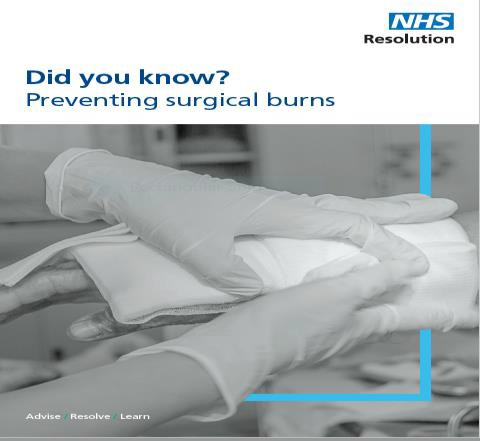 NHS
Resolution
Did you know?
Preventing surgical burns
Advise / Resolve / Learn